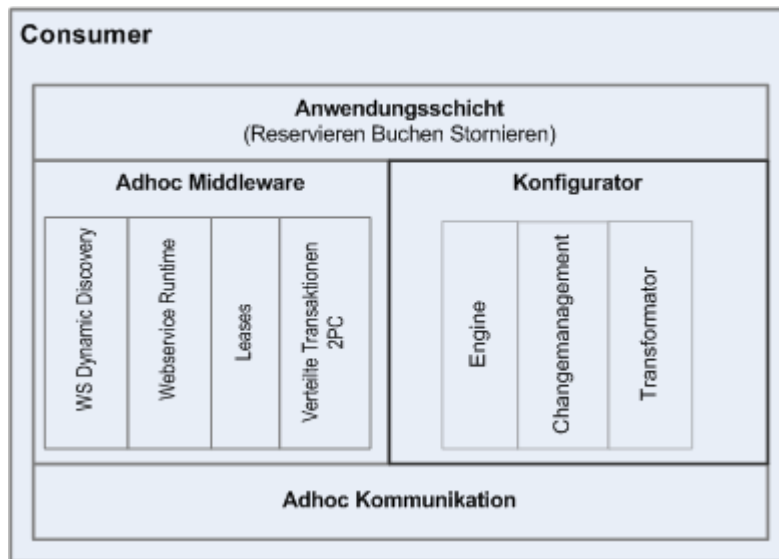 Consumer
Anwendungsschicht
(Reservieren Buchen Stornieren)
Adhoc Middleware
WS Dynamic Discovery
Webservice Runtime
Leases
Verteilte Transaktionen
2PC
Konfigurator
Engine
Changemanagement
Transformator
Adhoc Kommunikation